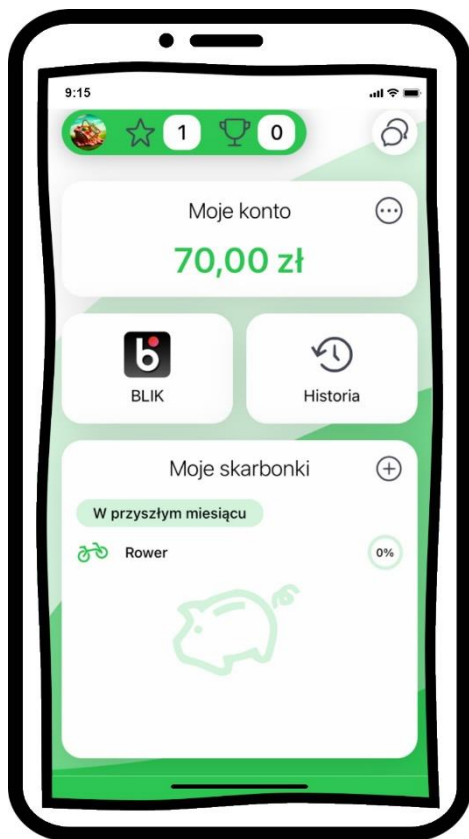 9:15
1 0
Moje konto
70,00 zł
b
BLIK Historia
Moje skarbonki
W przyszłym miesiącu
Rower 0%